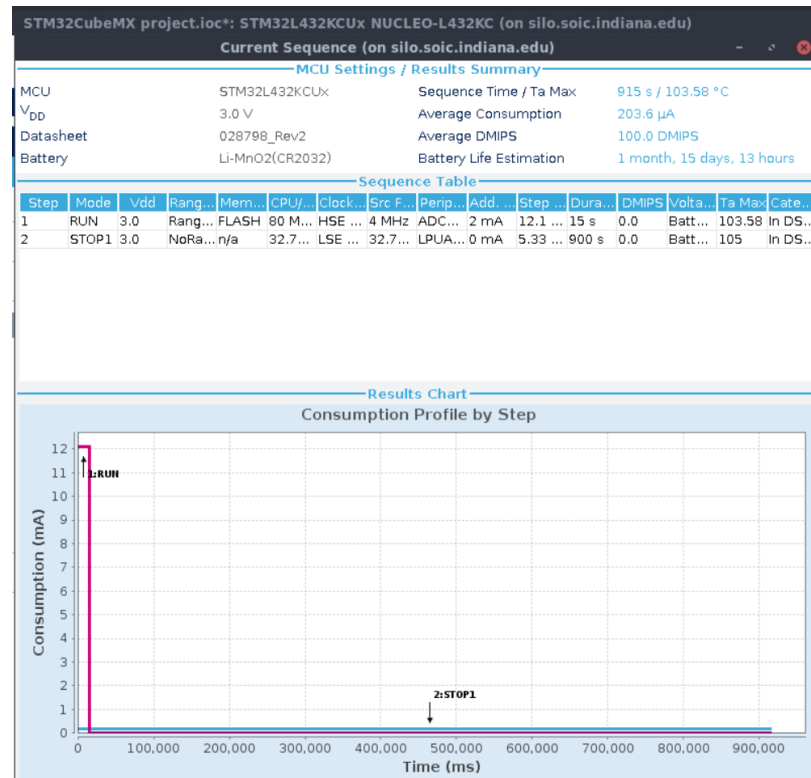 STM32CubeMX project.ioc*: STM32L432KCUx NUCLEO-L432KC (on silo.soic.indiana.edu)
Current Sequence (on silo.soic.indiana.edu)
MCU Settings / Results Summary
MCU STM32L432KCUx Sequence Time / Ta Max 915 s / 103.58 °C
VDD 3.0 V Average Consumption 203.6 µA
Datasheet 028798_Rev2 Average DMIPS 100.0 DMIPS
Battery Li-MnO2(CR2032) Battery Life Estimation 1 month, 15 days, 13 hours
Sequence Table
Step Mode Vdd Rang... Mem... CPU/... Clock... Src F... Perip... Add. ... Step ... Dura... DMIPS Volta... Ta Max Cate...
1 RUN 3.0 Rang... FLASH 80 M... HSE ... 4 MHz ADC... 2 mA 12.1 ... 15 s 0.0 Batt... 103.58 In DS...
2 STOP1 3.0 NoRa... n/a 32.7... LSE ... 32.7... LPUA... 0 mA 5.33 ... 900 s 0.0 Batt... 105 In DS...
Results Chart
Consumption Profile by Step
Consumption (mA)
12
11
10
9
8
7
6
5
4
3
2
1
0
1:RUN
2:STOP1
0 100,000 200,000 300,000 400,000 500,000 600,000 700,000 800,000 900,000
Time (ms)